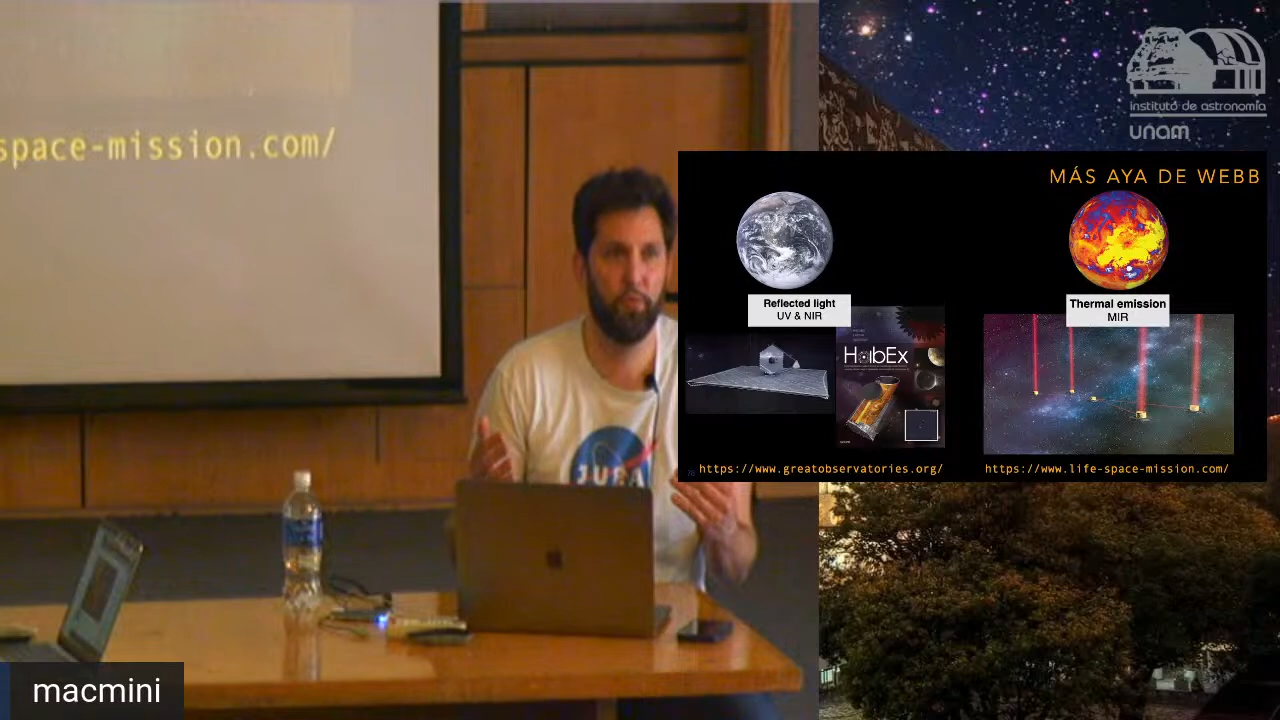 space-mission.com/
instituto de astronomía
unam
MÁS AYA DE WEBB
Reflected light
UV & NIR
Thermal emission
MIR
HabEx
https://www.greatobservatories.org/
https://www.life-space-mission.com/
macmini